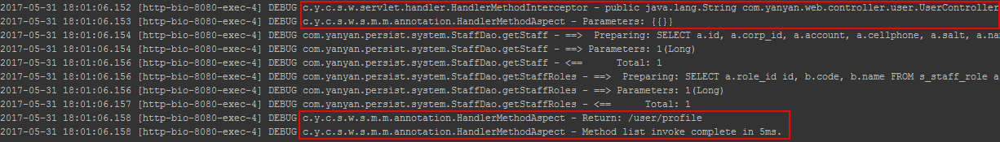 2017-05-31 18:01:06.152 [http-bio-8080-exec-4] DEBUG c.y.c.s.w.servlet.handler.HandlerMethodInterceptor - public java.lang.String com.yanyan.web.controller.user.UserController
2017-05-31 18:01:06.153 [http-bio-8080-exec-4] DEBUG c.y.c.s.w.s.m.m.annotation.HandlerMethodAspect - Parameters: {{}}
2017-05-31 18:01:06.154 [http-bio-8080-exec-4] DEBUG com.yanyan.persist.system.StaffDao.getStaff - ==>  Preparing: SELECT a.id, a.corp_id, a.account, a.cellphone, a.salt, a.na
2017-05-31 18:01:06.154 [http-bio-8080-exec-4] DEBUG com.yanyan.persist.system.StaffDao.getStaff - ==> Parameters: 1(Long)
2017-05-31 18:01:06.156 [http-bio-8080-exec-4] DEBUG com.yanyan.persist.system.StaffDao.getStaff - <==      Total: 1
2017-05-31 18:01:06.156 [http-bio-8080-exec-4] DEBUG com.yanyan.persist.system.StaffDao.getStaffRoles - ==>  Preparing: SELECT a.role_id id, b.code, b.name FROM s_staff_role a
2017-05-31 18:01:06.156 [http-bio-8080-exec-4] DEBUG com.yanyan.persist.system.StaffDao.getStaffRoles - ==> Parameters: 1(Long)
2017-05-31 18:01:06.157 [http-bio-8080-exec-4] DEBUG com.yanyan.persist.system.StaffDao.getStaffRoles - <==      Total: 1
2017-05-31 18:01:06.158 [http-bio-8080-exec-4] DEBUG c.y.c.s.w.s.m.m.annotation.HandlerMethodAspect - Return: /user/profile
2017-05-31 18:01:06.158 [http-bio-8080-exec-4] DEBUG c.y.c.s.w.s.m.m.annotation.HandlerMethodAspect - Method list invoke complete in 5ms.